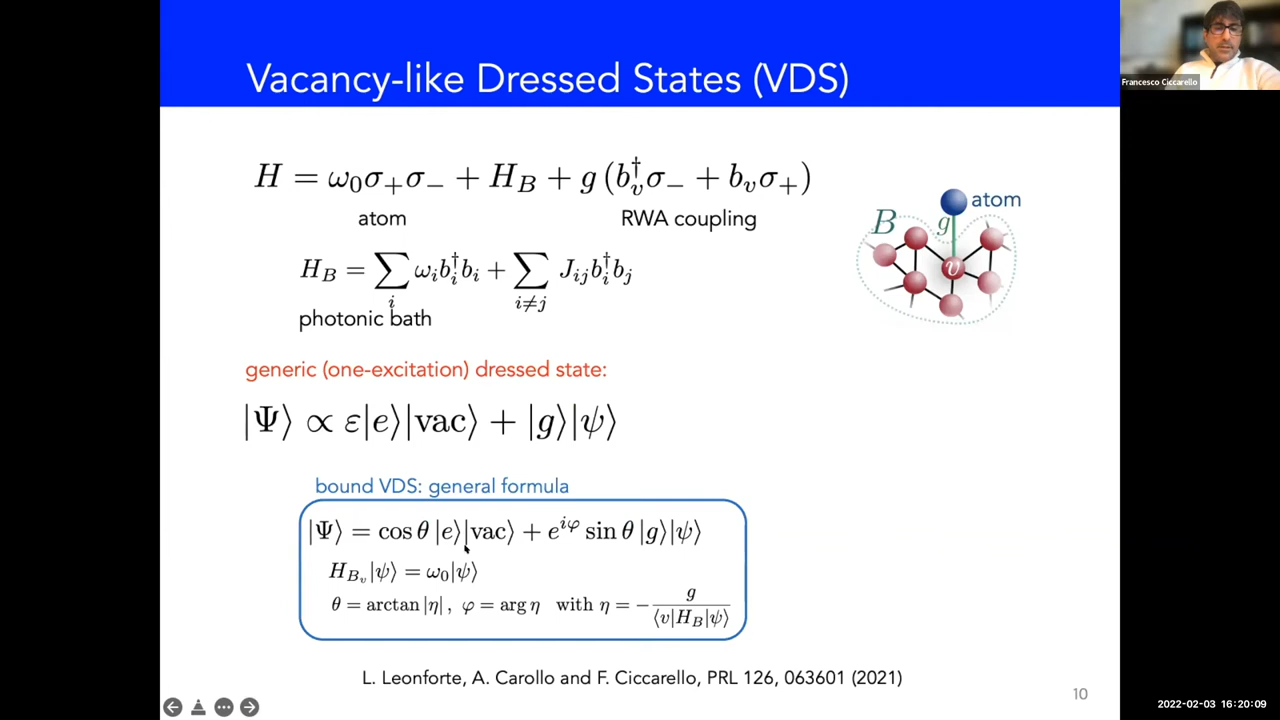 Vacancy-like Dressed States (VDS)
Francesco Ciccarello
H = ω₀σ₊σ₋ + H_B + g (b_v†σ₋ + b_vσ₊)
atom
RWA coupling
atom
B
g
v
H_B = ∑_i ω_i b_i†b_i + ∑_{i≠j} J_{ij} b_i†b_j
photonic bath
generic (one-excitation) dressed state:
|Ψ⟩ ∝ ε|e⟩|vac⟩ + |g⟩|ψ⟩
bound VDS: general formula
|Ψ⟩ = cos θ |e⟩|vac⟩ + e^{iφ} sin θ |g⟩|ψ⟩
H_{B_v}|ψ⟩ = ω₀|ψ⟩
θ = arctan |η| , φ = arg η with η = − g / ⟨v|H_B|ψ⟩
L. Leonforte, A. Carollo and F. Ciccarello, PRL 126, 063601 (2021)
10
2022-02-03 16:20:09